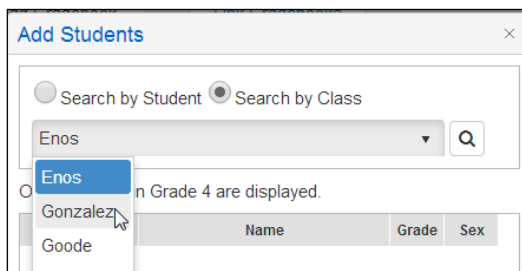 Add Students
Search by Student Search by Class
Enos
Enos
n Grade 4 are displayed.
Gonzalez
Name Grade Sex
Goode